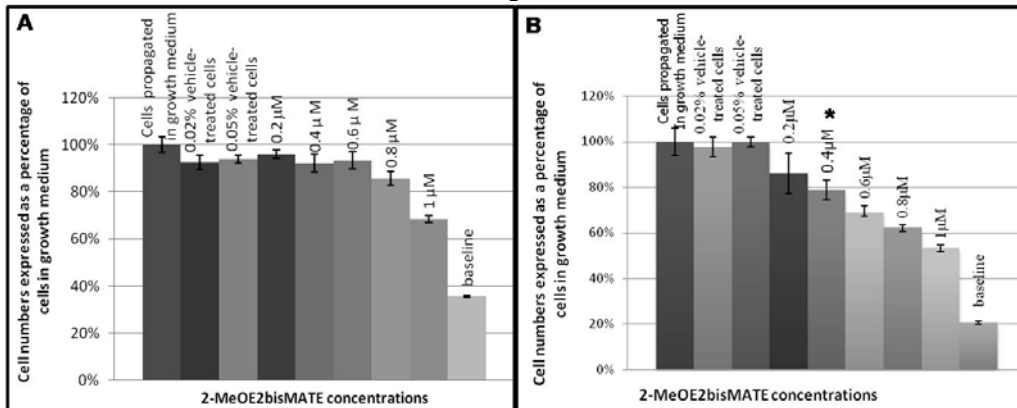 A
Cell numbers expressed as a percentage of
cells in growth medium
120%
100%
80%
60%
40%
20%
0%
Cells propagated
in growth medium
0.02% vehicle-
treated cells
0.05% vehicle-
treated cells
0.2 µM
0.4 µM
0.6 µM
0.8 µM
1 µM
baseline
2-MeOE2bisMATE concentrations
B
Cell numbers expressed as a percentage of
cells in growth medium
120%
100%
80%
60%
40%
20%
0%
Cells propagated
in growth medium
0.02% vehicle-
treated cells
0.05% vehicle-
treated cells
0.2µM
0.4µM
*
0.6µM
0.8µM
1µM
baseline
2-MeOE2bisMATE concentrations